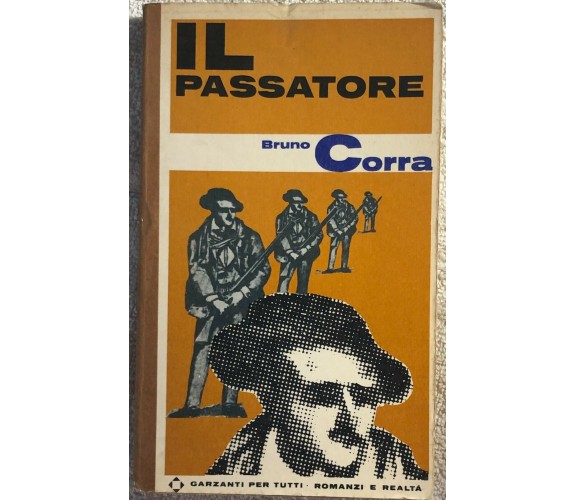 IL
PASSATORE
Bruno Corra
GARZANTI PER TUTTI · ROMANZI E REALTÀ